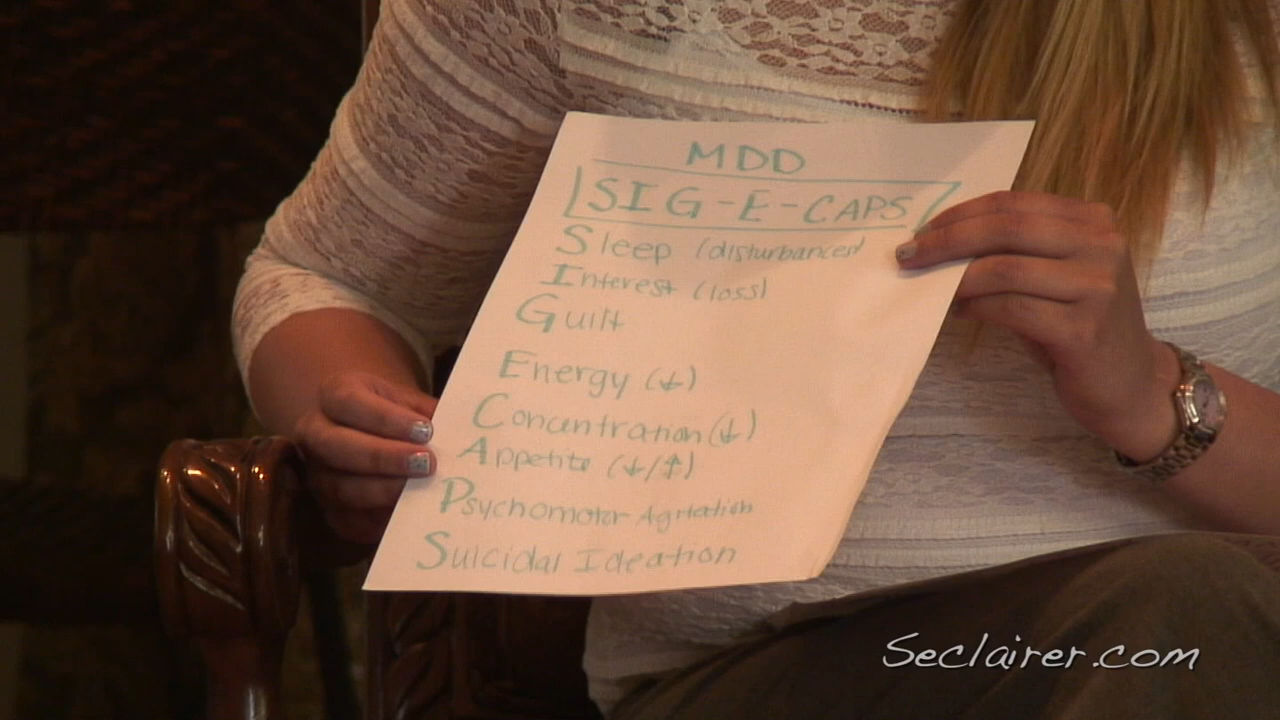 MDD
SIG-E-CAPS
Sleep (disturbances)
Interest (loss)
Guilt
Energy (↓)
Concentration (↓)
Appetite (↓/↑)
Psychomotor Agitation
Suicidal Ideation
Seclairer.com